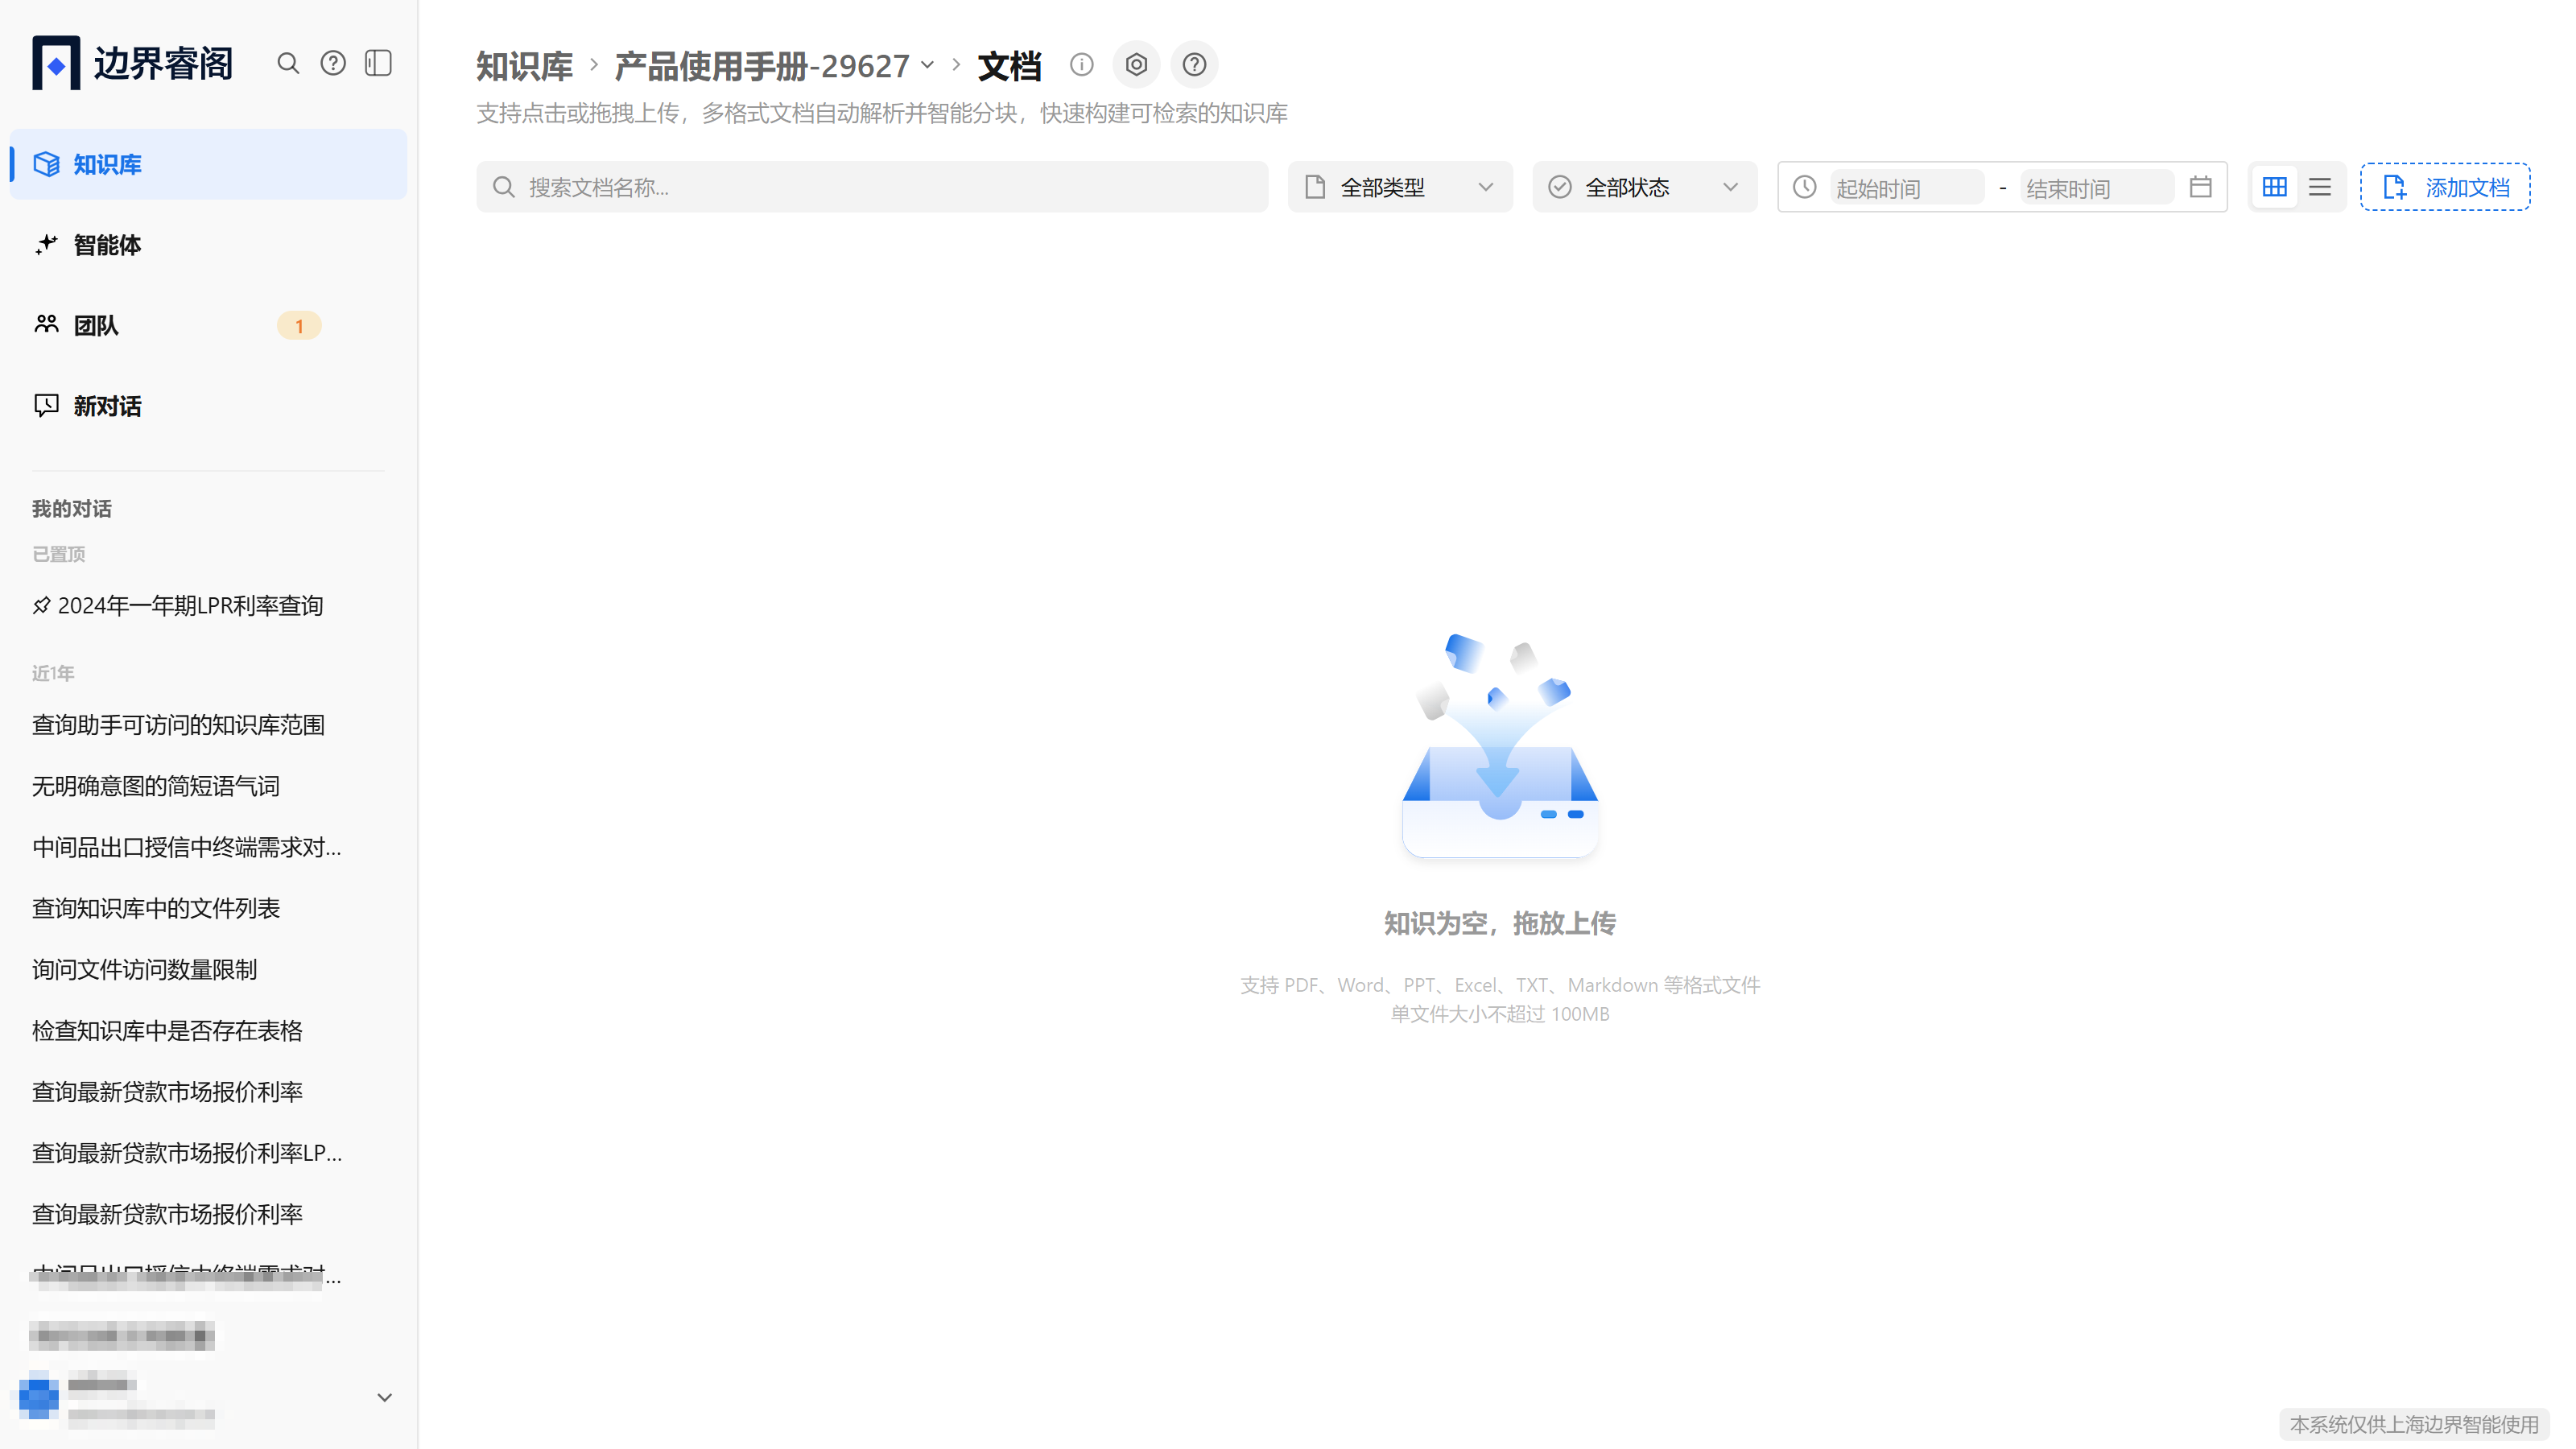 边界睿阁
知识库
智能体
团队 1
新对话
我的对话
已置顶
2024年一年期LPR利率查询
近1年
查询助手可访问的知识库范围
无明确意图的简短语气词
中间品出口授信中终端需求对...
查询知识库中的文件列表
询问文件访问数量限制
检查知识库中是否存在表格
查询最新贷款市场报价利率
查询最新贷款市场报价利率LP...
查询最新贷款市场报价利率
中间品出口授信中终端需求对...
知识库 > 产品使用手册-29627 > 文档
支持点击或拖拽上传，多格式文档自动解析并智能分块，快速构建可检索的知识库
搜索文档名称... 全部类型 全部状态 起始时间 - 结束时间 添加文档
知识为空，拖放上传
支持 PDF、Word、PPT、Excel、TXT、Markdown 等格式文件
单文件大小不超过 100MB
本系统仅供上海边界智能使用